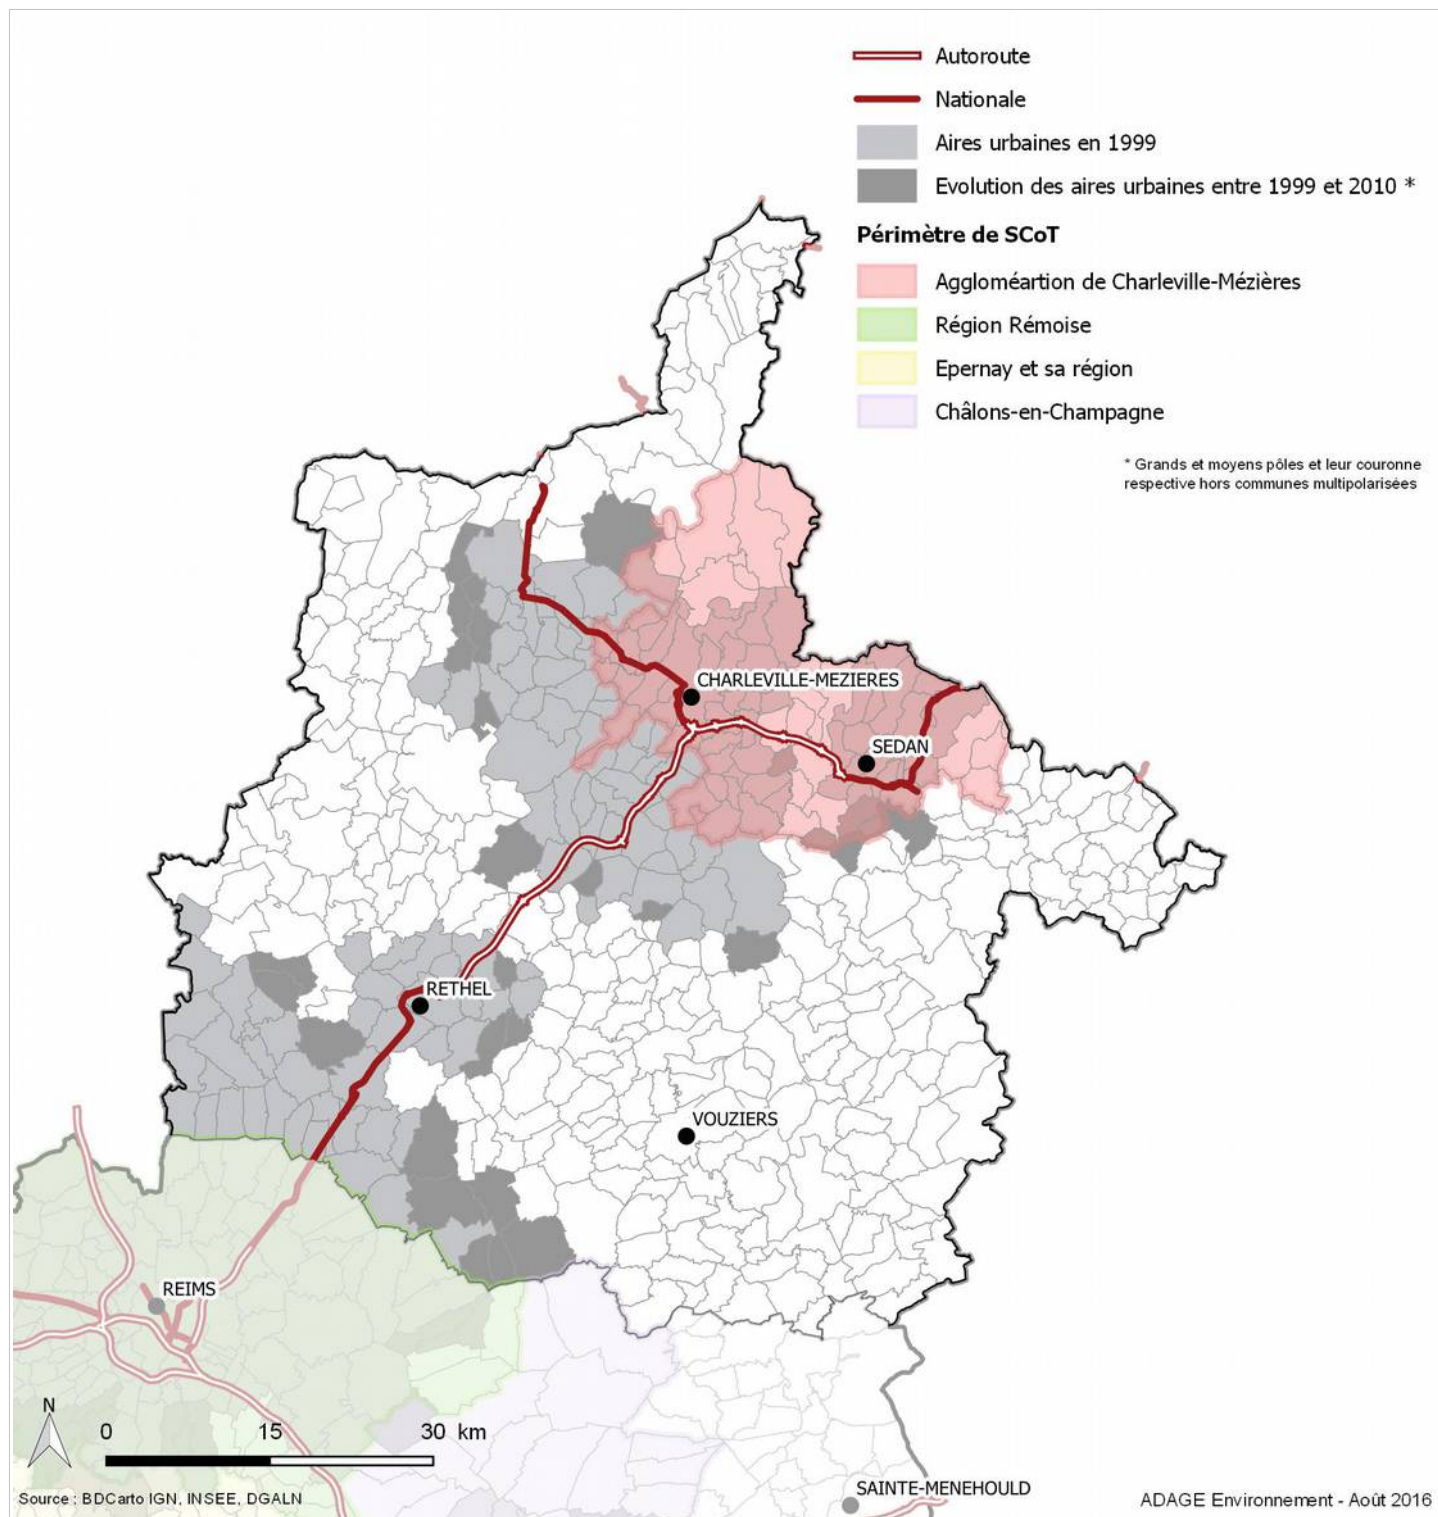 Autoroute
Nationale
Aires urbaines en 1999
Evolution des aires urbaines entre 1999 et 2010 *
Périmètre de SCoT
Aggloméartion de Charleville-Mézières
Région Rémoise
Epernay et sa région
Châlons-en-Champagne
* Grands et moyens pôles et leur couronne
respective hors communes multipolarisées
CHARLEVILLE-MEZIERES
SEDAN
RETHEL
VOUZIERS
REIMS
N
0 15 30 km
SAINTE-MENEHOULD
Source : BDCarto IGN, INSEE, DGALN
ADAGE Environnement - Août 2016